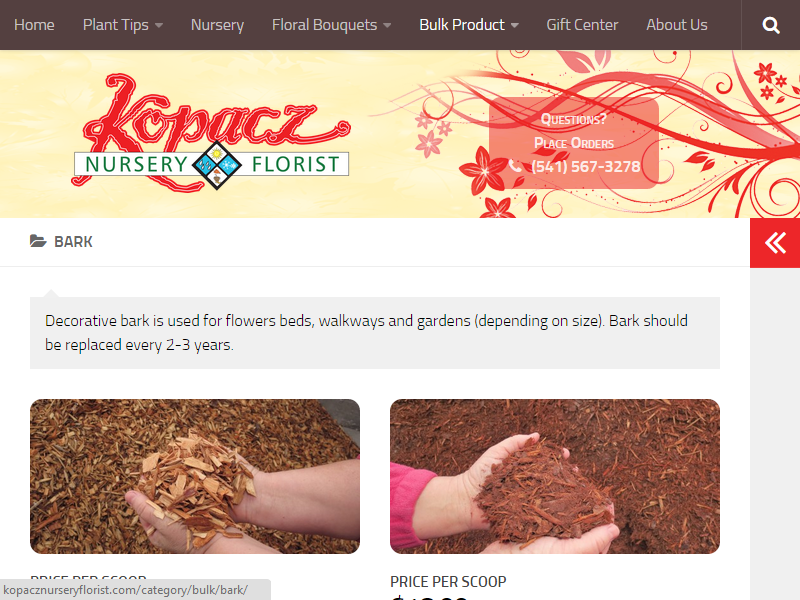 Home Plant Tips Nursery Floral Bouquets Bulk Product Gift Center About Us
Kopacz
NURSERY FLORIST
Questions?
Place Orders
(541) 567-3278
BARK
Decorative bark is used for flowers beds, walkways and gardens (depending on size). Bark should
be replaced every 2-3 years.
PRICE PER SCOOP
PRICE PER SCOOP
kopacznurseryflorist.com/category/bulk/bark/